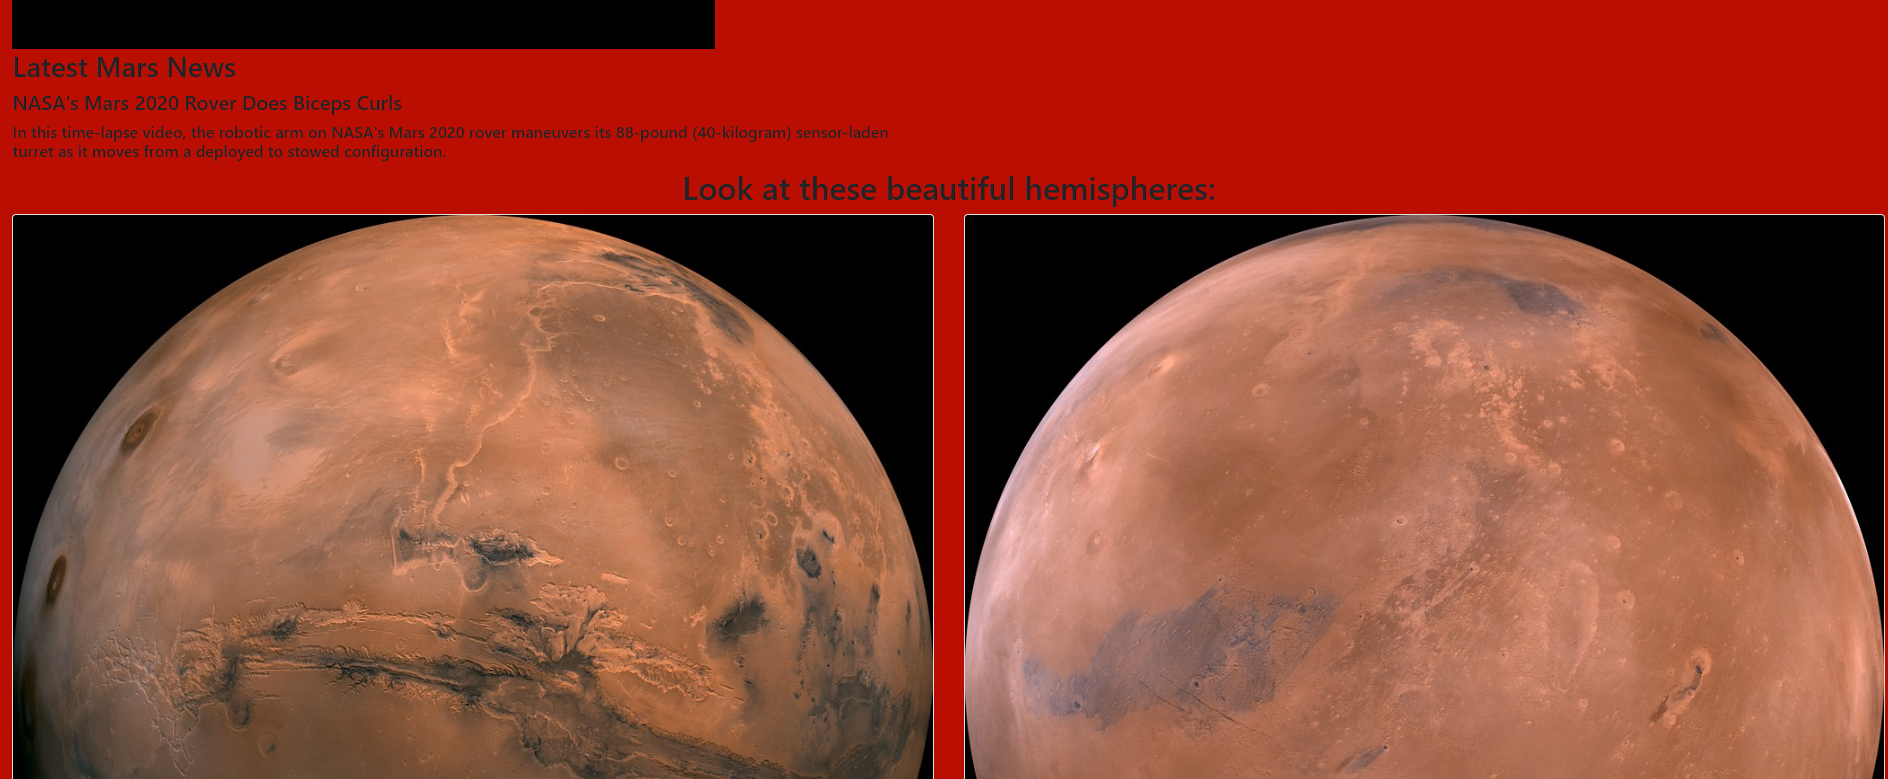 Latest Mars News
NASA's Mars 2020 Rover Does Biceps Curls
In this time-lapse video, the robotic arm on NASA's Mars 2020 rover maneuvers its 88-pound (40-kilogram) sensor-laden
turret as it moves from a deployed to stowed configuration.
Look at these beautiful hemispheres: